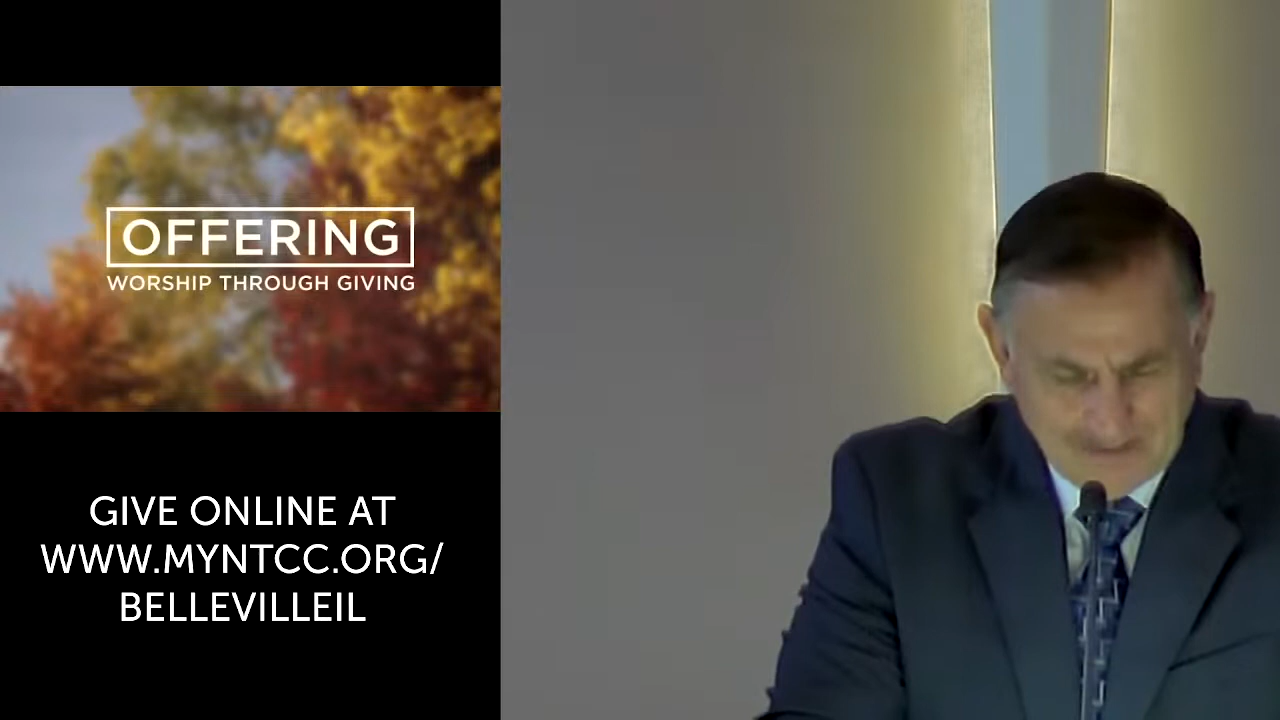 OFFERING
WORSHIP THROUGH GIVING
GIVE ONLINE AT
WWW.MYNTCC.ORG/
BELLEVILLEIL